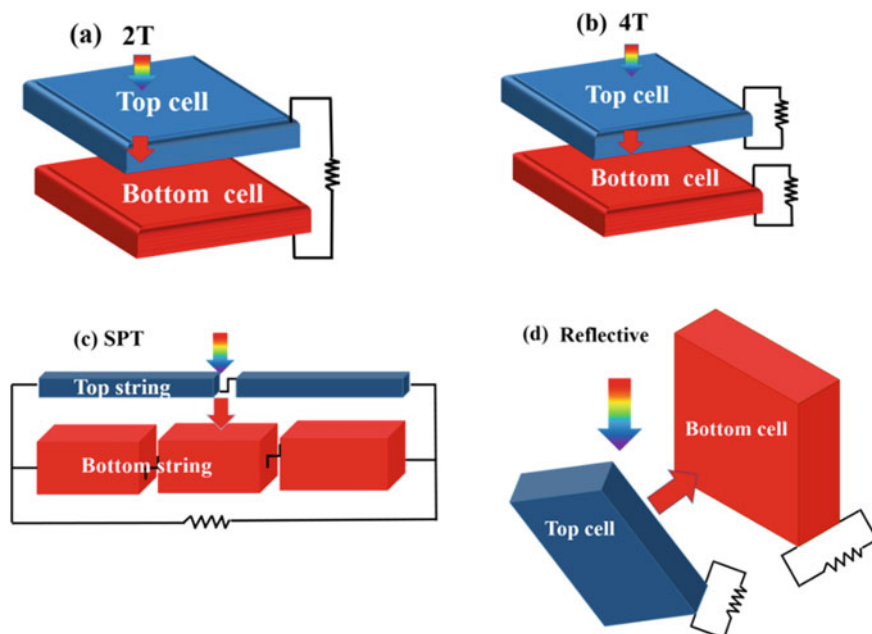 (a) 2T
Top cell
Bottom cell
(b) 4T
Top cell
Bottom cell
(c) SPT
Top string
Bottom string
(d) Reflective
Bottom cell
Top cell